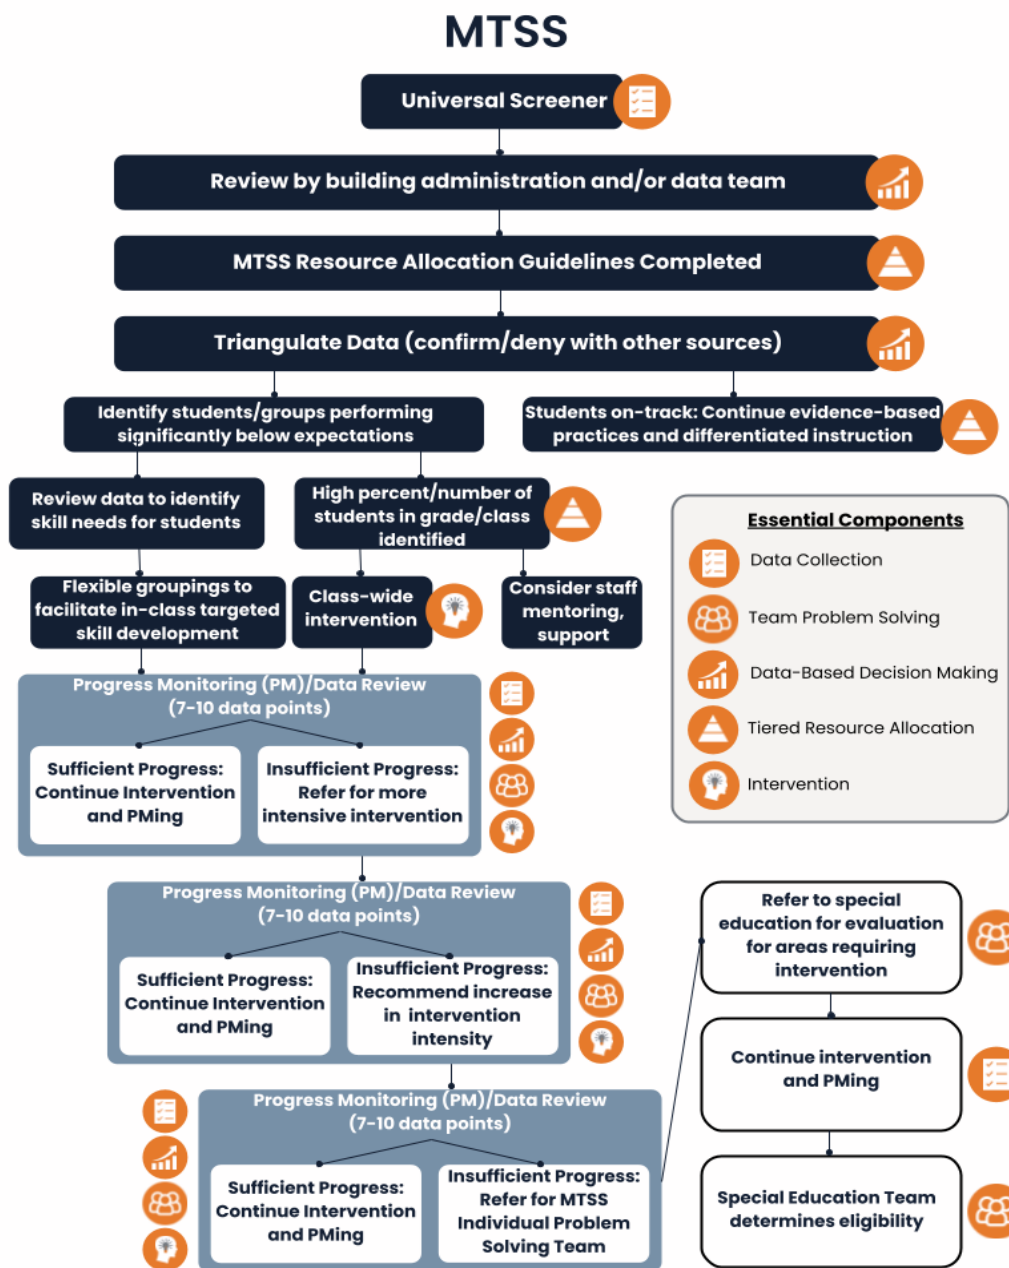 MTSS
Universal Screener
Review by building administration and/or data team
MTSS Resource Allocation Guidelines Completed
Triangulate Data (confirm/deny with other sources)
Identify students/groups performing
significantly below expectations
Students on-track: Continue evidence-based
practices and differentiated instruction
Review data to identify
skill needs for students
High percent/number of
students in grade/class
identified
Flexible groupings to
facilitate in-class targeted
skill development
Class-wide
intervention
Consider staff
mentoring,
support
Essential Components
Data Collection
Team Problem Solving
Data-Based Decision Making
Tiered Resource Allocation
Intervention
Progress Monitoring (PM)/Data Review
(7-10 data points)
Sufficient Progress:
Continue Intervention
and PMing
Insufficient Progress:
Refer for more
intensive intervention
Progress Monitoring (PM)/Data Review
(7-10 data points)
Sufficient Progress:
Continue Intervention
and PMing
Insufficient Progress:
Recommend increase
in intervention
intensity
Progress Monitoring (PM)/Data Review
(7-10 data points)
Sufficient Progress:
Continue Intervention
and PMing
Insufficient Progress:
Refer for MTSS
Individual Problem
Solving Team
Refer to special
education for evaluation
for areas requiring
intervention
Continue intervention
and PMing
Special Education Team
determines eligibility